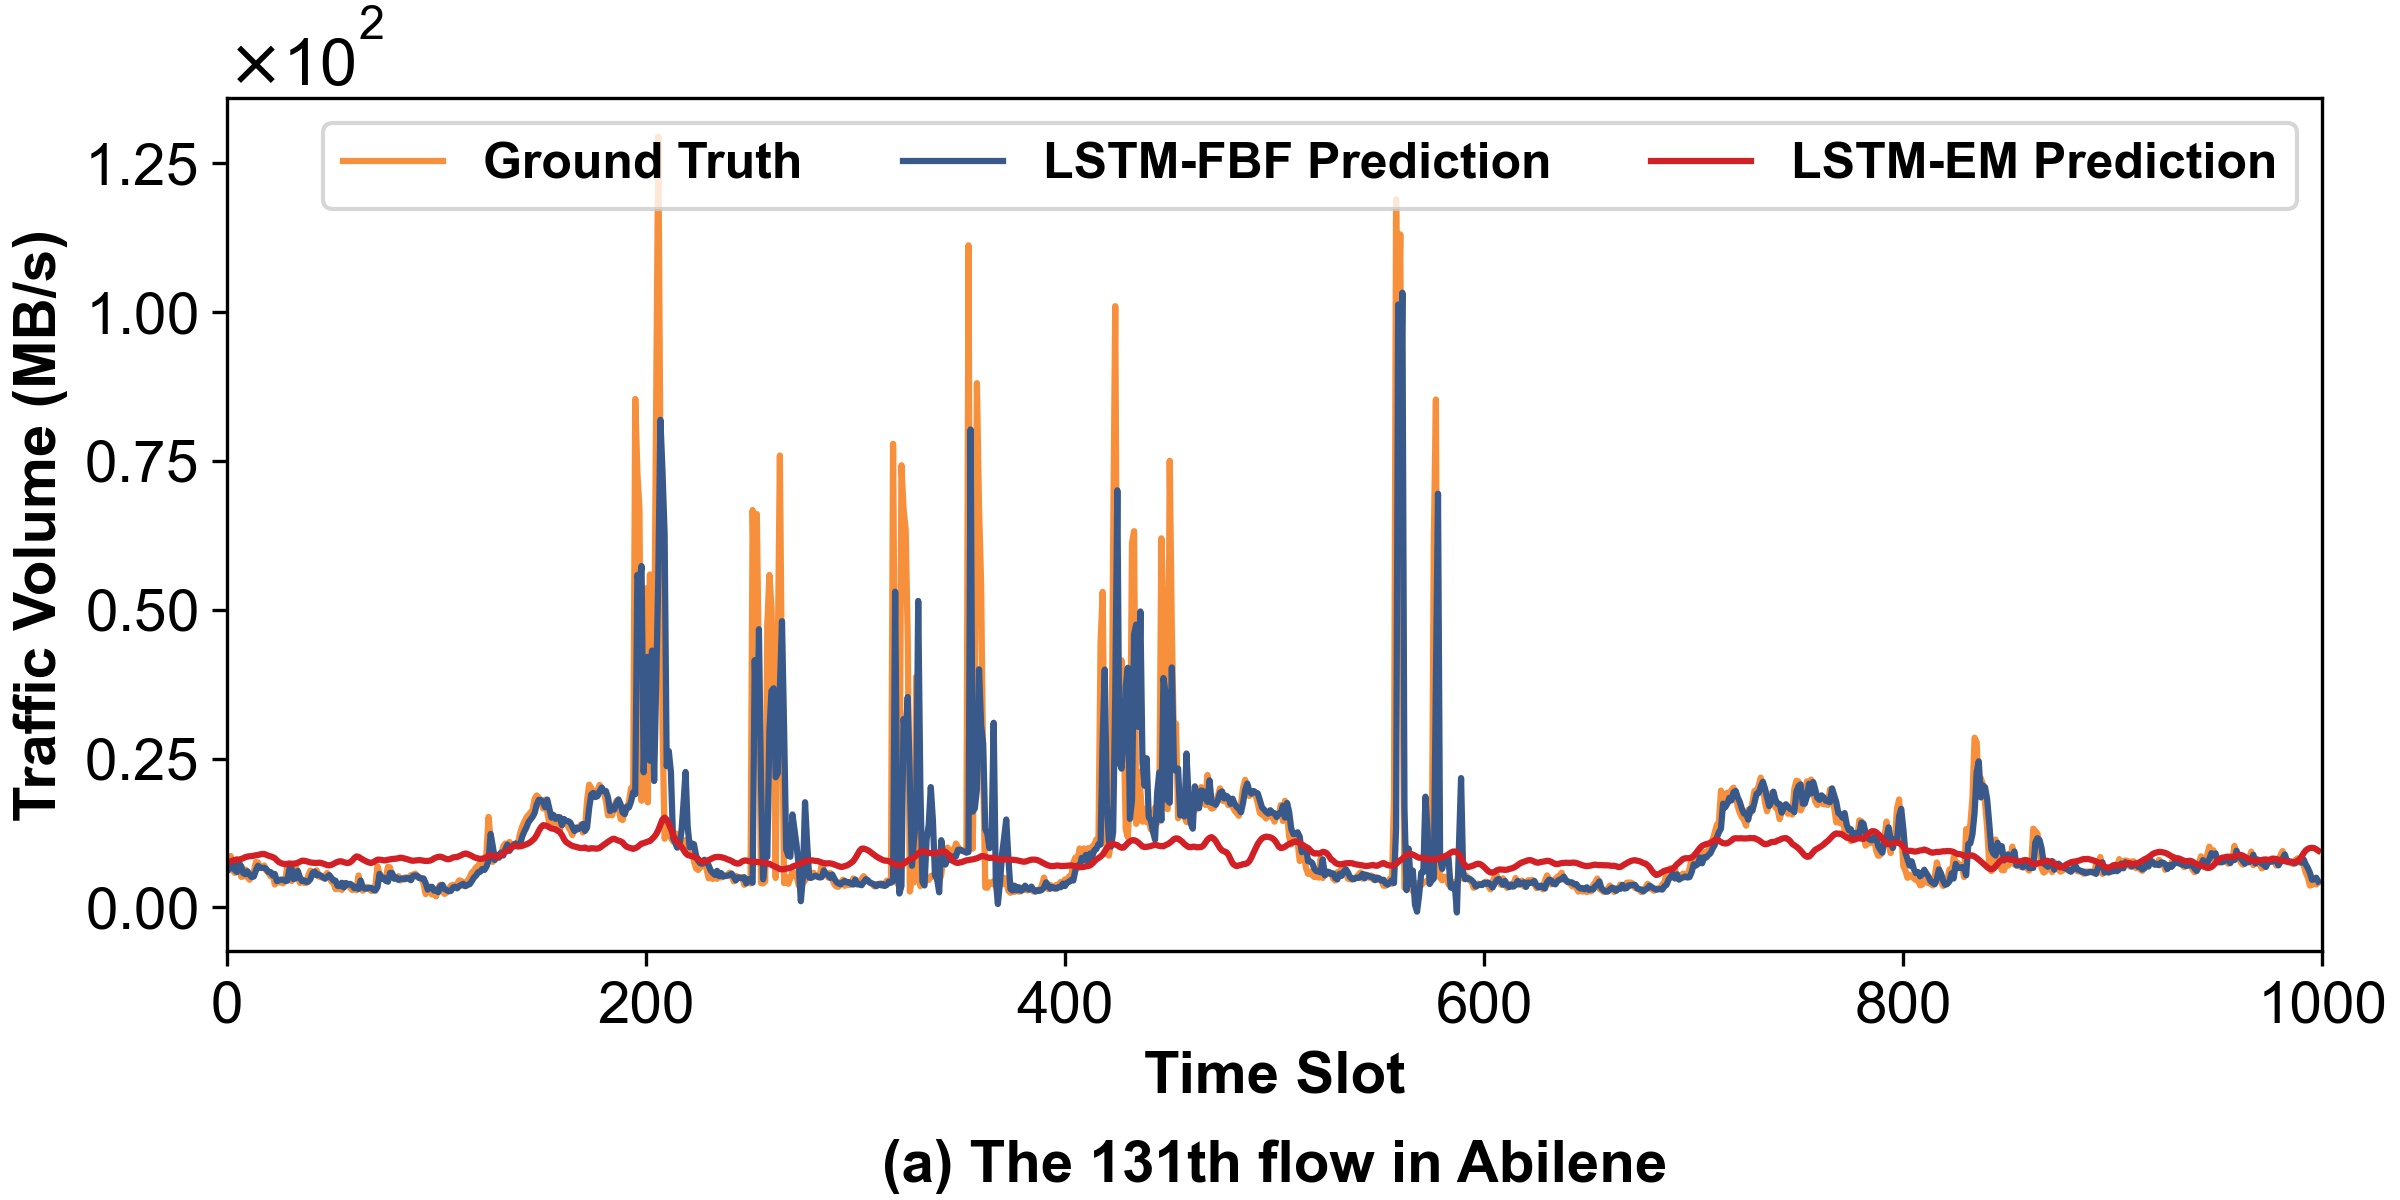 ×10²
Ground Truth LSTM-FBF Prediction LSTM-EM Prediction
1.25
1.00
0.75
0.50
0.25
0.00
Traffic Volume (MB/s)
0 200 400 600 800 1000
Time Slot
(a) The 131th flow in Abilene